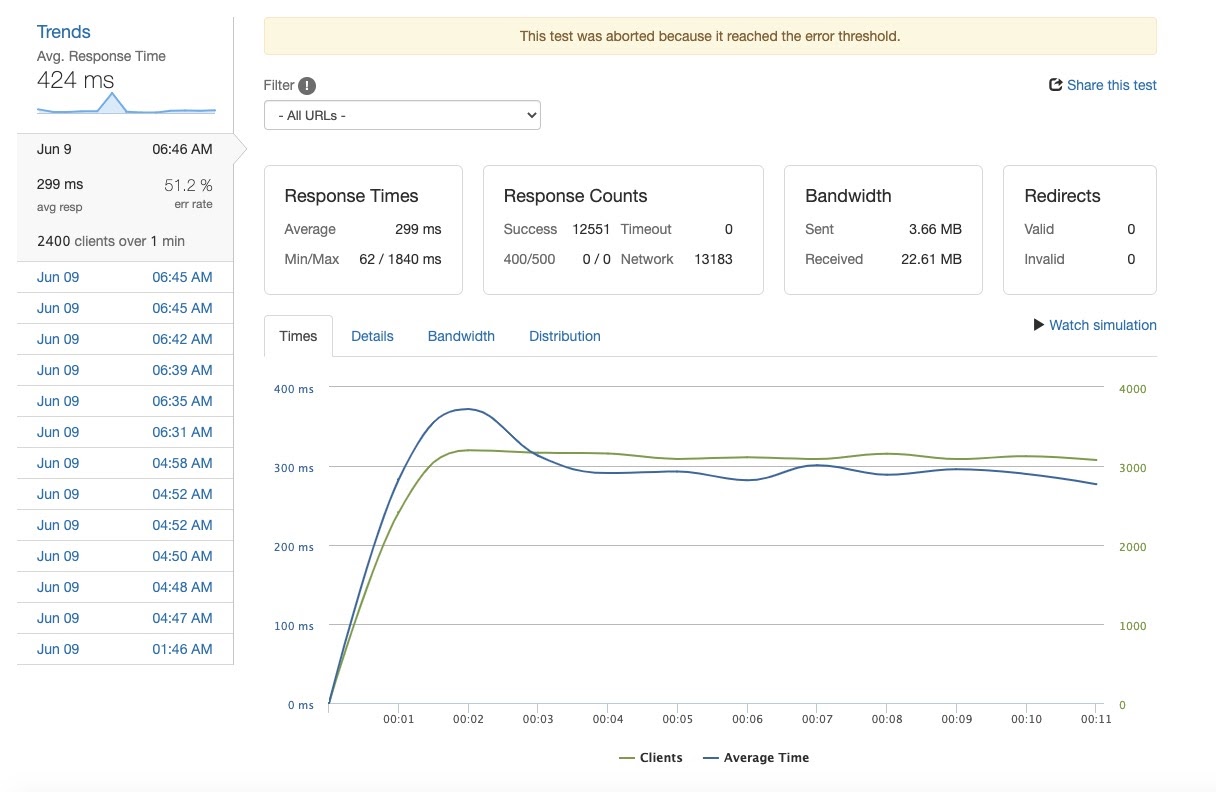 Trends
Avg. Response Time
424 ms
Jun 9 06:46 AM
299 ms 51.2 %
avg resp err rate
2400 clients over 1 min
Jun 09 06:45 AM
Jun 09 06:45 AM
Jun 09 06:42 AM
Jun 09 06:39 AM
Jun 09 06:35 AM
Jun 09 06:31 AM
Jun 09 04:58 AM
Jun 09 04:52 AM
Jun 09 04:52 AM
Jun 09 04:50 AM
Jun 09 04:48 AM
Jun 09 04:47 AM
Jun 09 01:46 AM
This test was aborted because it reached the error threshold.
Filter !
Share this test
- All URLs -
Response Times
Average 299 ms
Min/Max 62 / 1840 ms
Response Counts
Success 12551 Timeout 0
400/500 0 / 0 Network 13183
Bandwidth
Sent 3.66 MB
Received 22.61 MB
Redirects
Valid 0
Invalid 0
Times Details Bandwidth Distribution
Watch simulation
400 ms 4000
300 ms 3000
200 ms 2000
100 ms 1000
0 ms 0
00:01 00:02 00:03 00:04 00:05 00:06 00:07 00:08 00:09 00:10 00:11
Clients Average Time